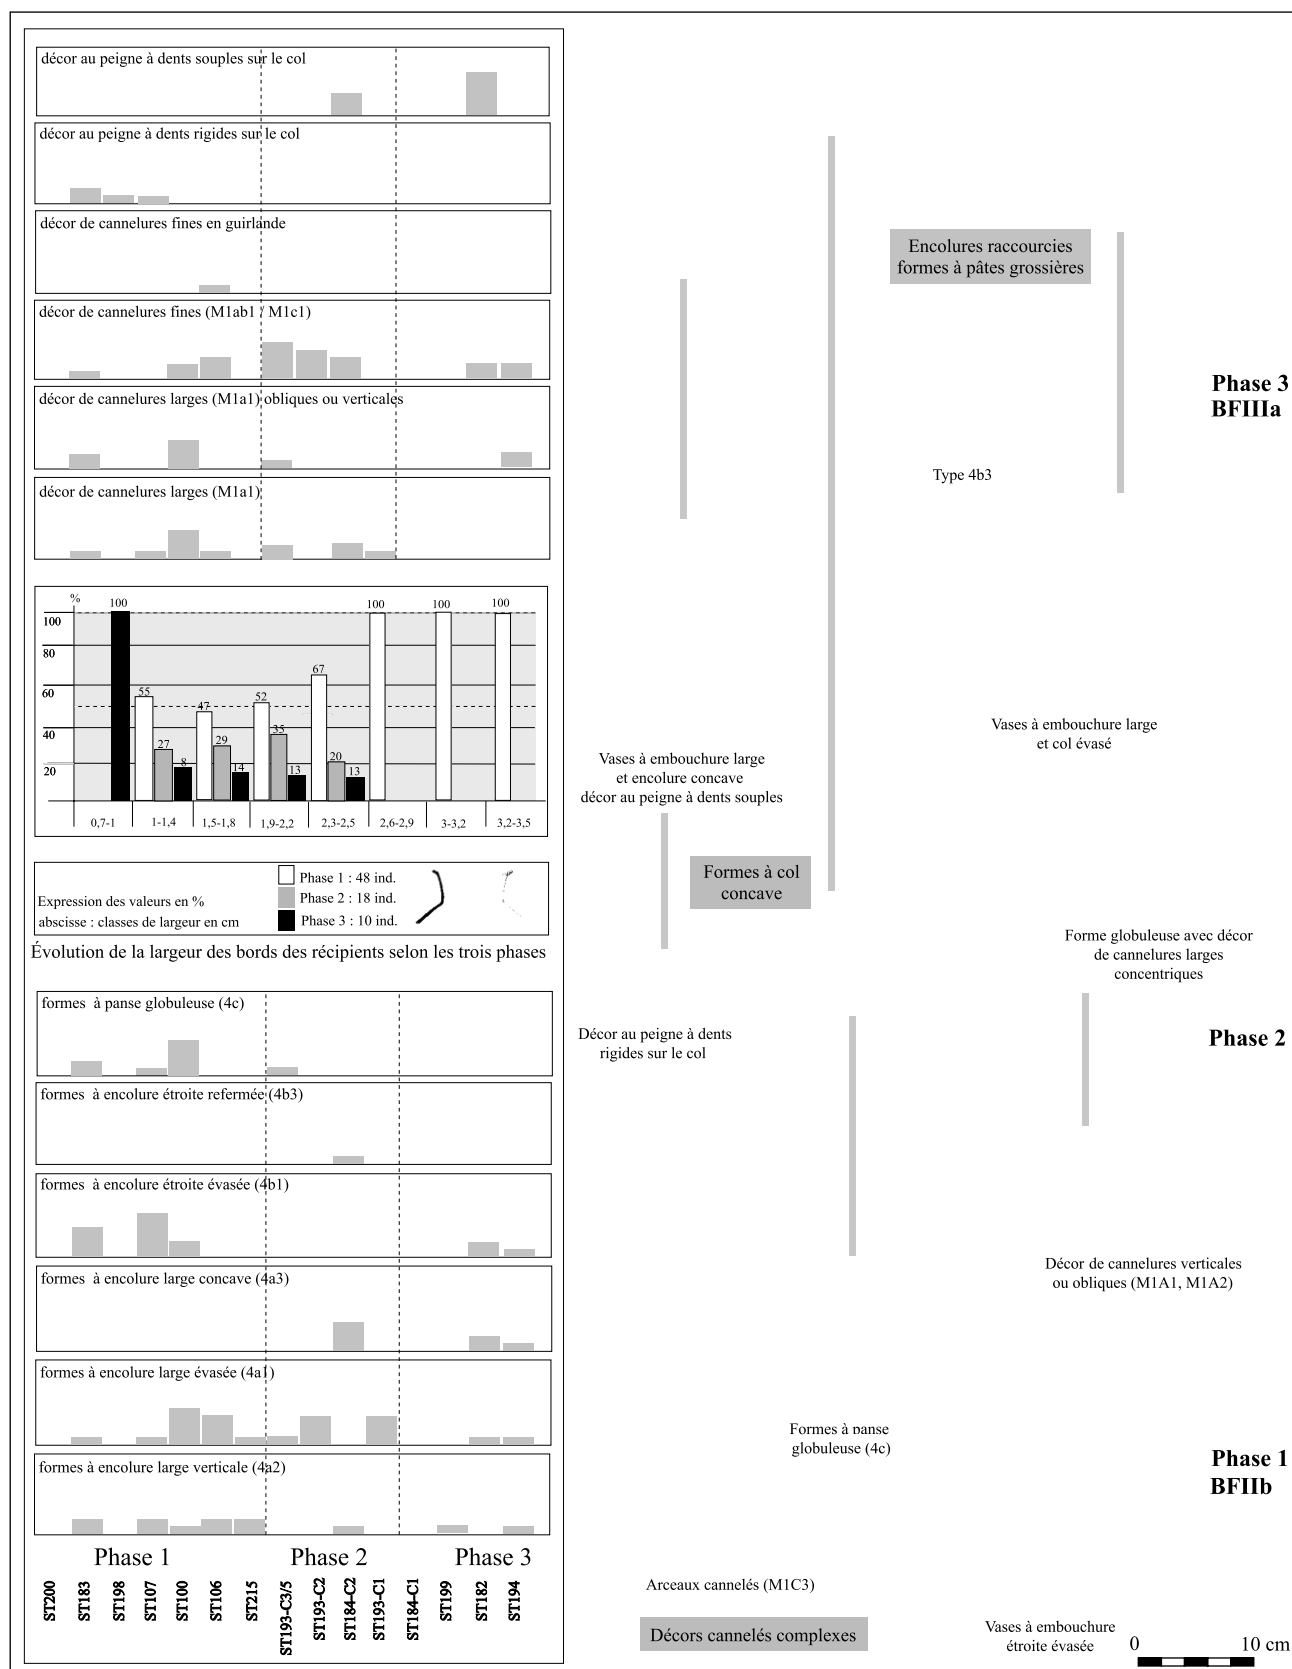 décor au peigne à dents souples sur le col
décor au peigne à dents rigides sur le col
décor de cannelures fines en guirlande
décor de cannelures fines (M1ab1 / M1c1)
décor de cannelures larges (M1a1) obliques ou verticales
décor de cannelures larges (M1a1)
%
100
80
60
40
20
100
55
27
8
47
29
14
52
35
13
67
20
13
100
100
100
0,7-1
1-1,4
1,5-1,8
1,9-2,2
2,3-2,5
2,6-2,9
3-3,2
3,2-3,5
Expression des valeurs en %
abscisse : classes de largeur en cm
Phase 1 : 48 ind.
Phase 2 : 18 ind.
Phase 3 : 10 ind.
Évolution de la largeur des bords des récipients selon les trois phases
formes à panse globuleuse (4c)
formes à encolure étroite refermée (4b3)
formes à encolure étroite évasée (4b1)
formes à encolure large concave (4a3)
formes à encolure large évasée (4a1)
formes à encolure large verticale (4a2)
Phase 1
Phase 2
Phase 3
ST200
ST183
ST198
ST107
ST100
ST106
ST215
ST193-C3/5
ST193-C2
ST184-C2
ST193-C1
ST184-C1
ST199
ST182
ST194
Encolures raccourcies
formes à pâtes grossières
Phase 3
BFIIIa
Type 4b3
Vases à embouchure large
et col évasé
Vases à embouchure large
et encolure concave
décor au peigne à dents souples
Formes à col
concave
Forme globuleuse avec décor
de cannelures larges
concentriques
Décor au peigne à dents
rigides sur le col
Phase 2
Décor de cannelures verticales
ou obliques (M1A1, M1A2)
Formes à panse
globuleuse (4c)
Phase 1
BFIIb
Arceaux cannelés (M1C3)
Décors cannelés complexes
Vases à embouchure
étroite évasée
0
10 cm